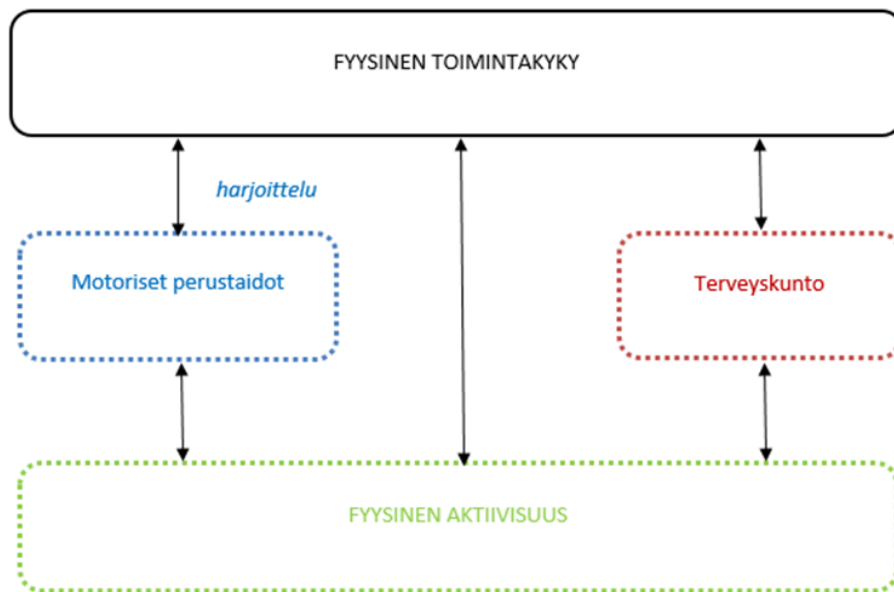 FYYSINEN TOIMINTAKYKY
harjoittelu
Motoriset perustaidot
Terveyskunto
FYYSINEN AKTIIVISUUS